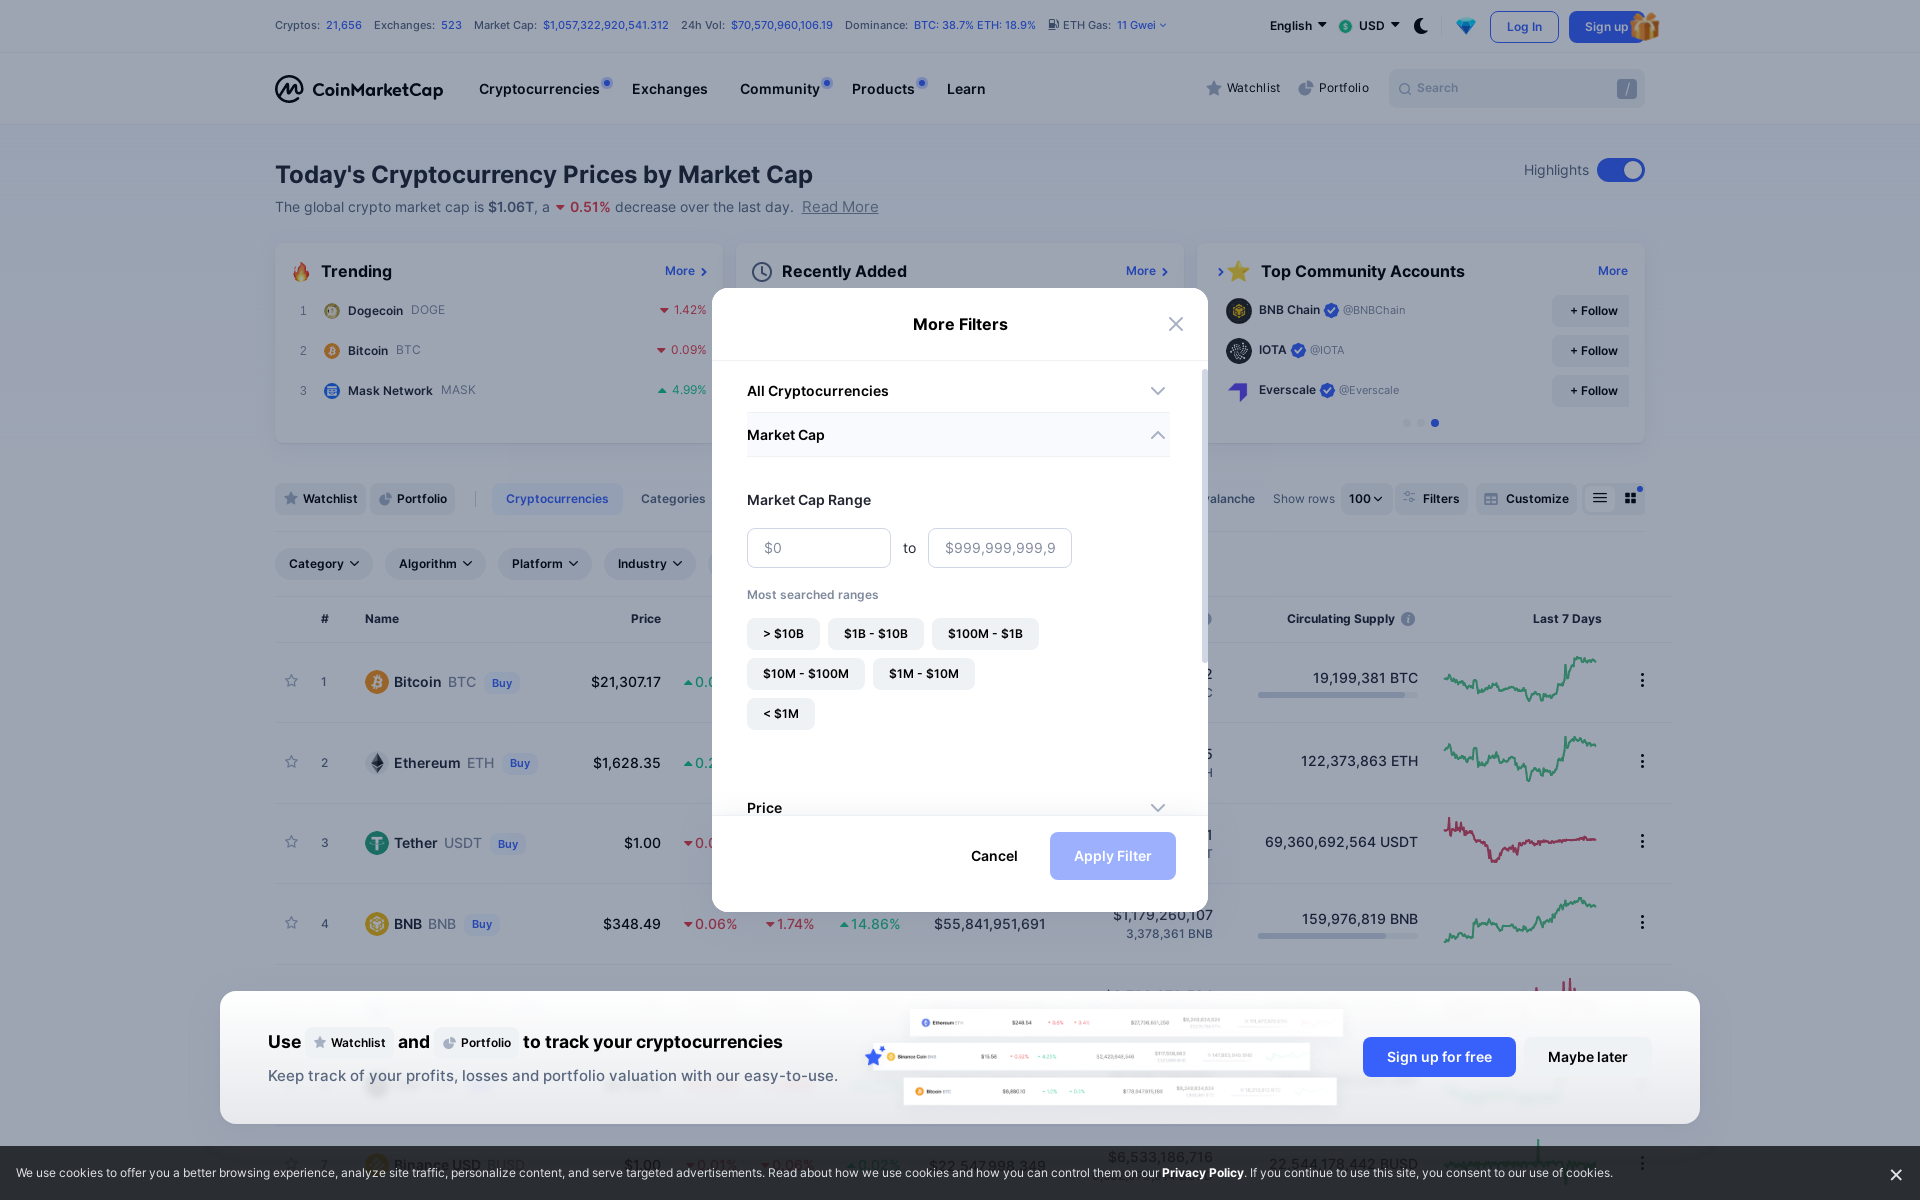 Cryptos: 21,656 Exchanges: 523 Market Cap: $1,057,322,920,541.312 24h Vol: $70,570,960,106.19 Dominance: BTC: 38.7% ETH: 18.9% ETH Gas: 11 Gwei English USD Log In Sign up
CoinMarketCap Cryptocurrencies Exchanges Community Products Learn Watchlist Portfolio Search /
Today's Cryptocurrency Prices by Market Cap Highlights
The global crypto market cap is $1.06T, a 0.51% decrease over the last day. Read More
Trending More Recently Added More Top Community Accounts More
1 Dogecoin DOGE 1.42% BNB Chain @BNBChain + Follow
2 Bitcoin BTC 0.09% IOTA @IOTA + Follow
3 Mask Network MASK 4.99% Everscale @Everscale + Follow
More Filters
All Cryptocurrencies
Market Cap
Market Cap Range
$0 to $999,999,999,9
Most searched ranges
> $10B $1B - $10B $100M - $1B
$10M - $100M $1M - $10M
< $1M
Price
Cancel Apply Filter
Watchlist Portfolio Cryptocurrencies Categories Show rows 100 Filters Customize
Category Algorithm Platform Industry
# Name Price Circulating Supply Last 7 Days
1 Bitcoin BTC Buy $21,307.17 19,199,381 BTC
2 Ethereum ETH Buy $1,628.35 122,373,863 ETH
3 Tether USDT Buy $1.00 69,360,692,564 USDT
4 BNB BNB Buy $348.49 0.06% 1.74% 14.86% $55,841,951,691 $1,179,260,107 159,976,819 BNB
3,378,361 BNB
Use Watchlist and Portfolio to track your cryptocurrencies
Keep track of your profits, losses and portfolio valuation with our easy-to-use.
Sign up for free Maybe later
We use cookies to offer you a better browsing experience, analyze site traffic, personalize content, and serve targeted advertisements. Read about how we use cookies and how you can control them on our Privacy Policy. If you continue to use this site, you consent to our use of cookies.